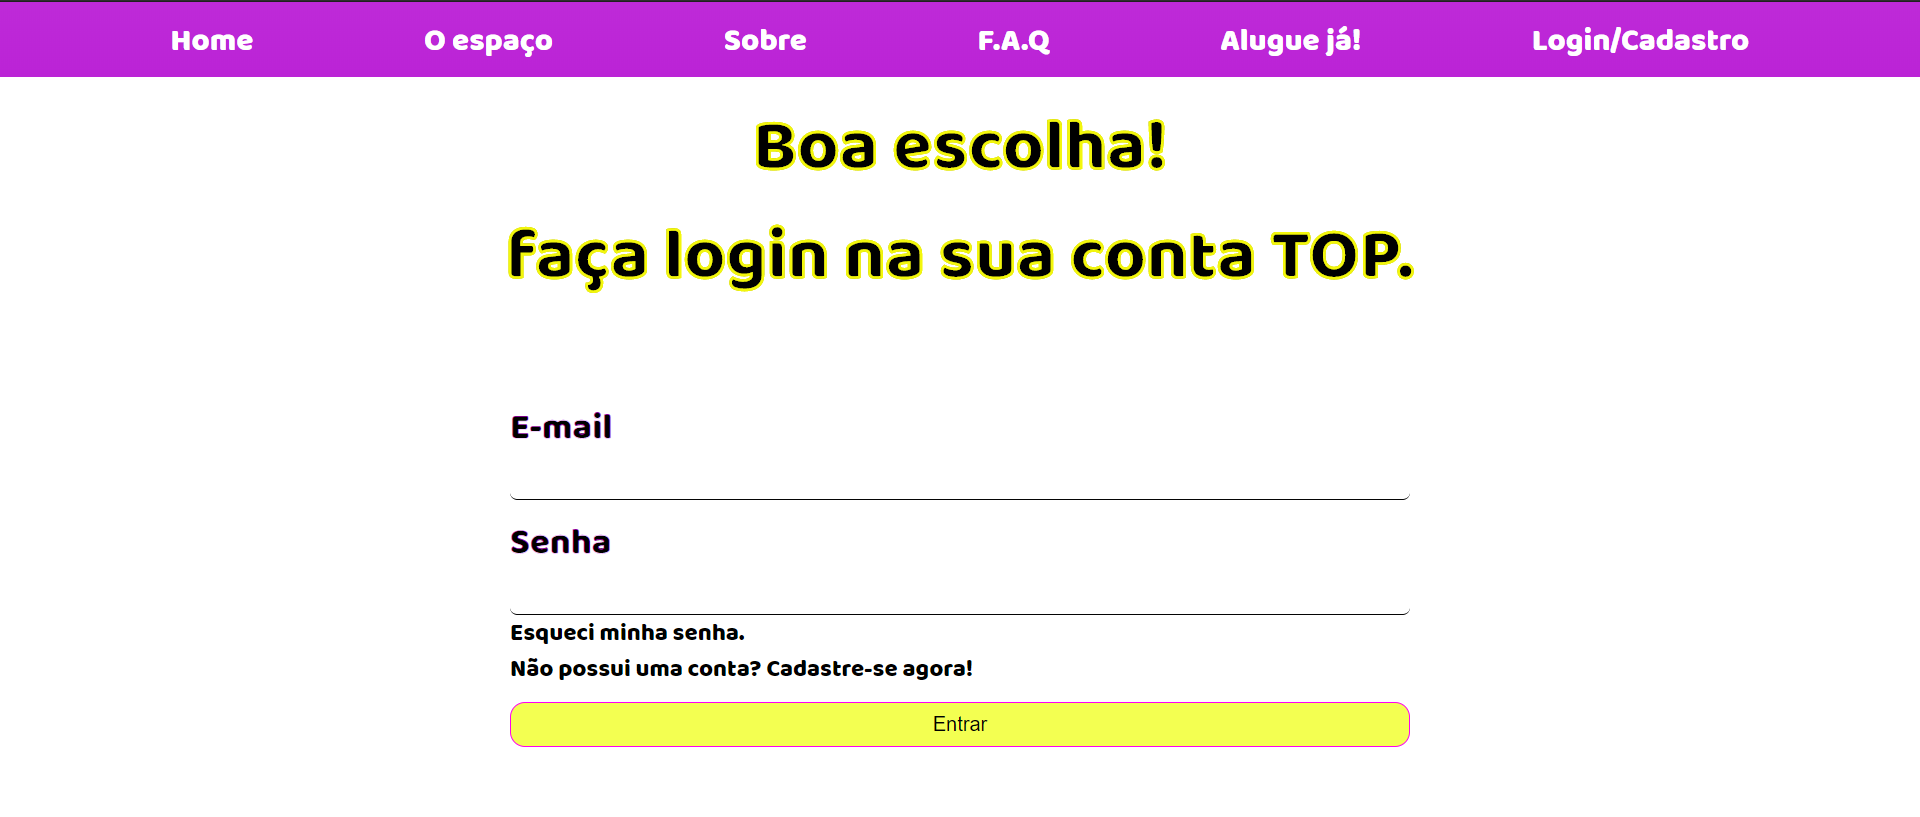 Home O espaço Sobre F.A.Q Alugue já! Login/Cadastro
Boa escolha!
faça login na sua conta TOP.
E-mail
Senha
Esqueci minha senha.
Não possui uma conta? Cadastre-se agora!
Entrar